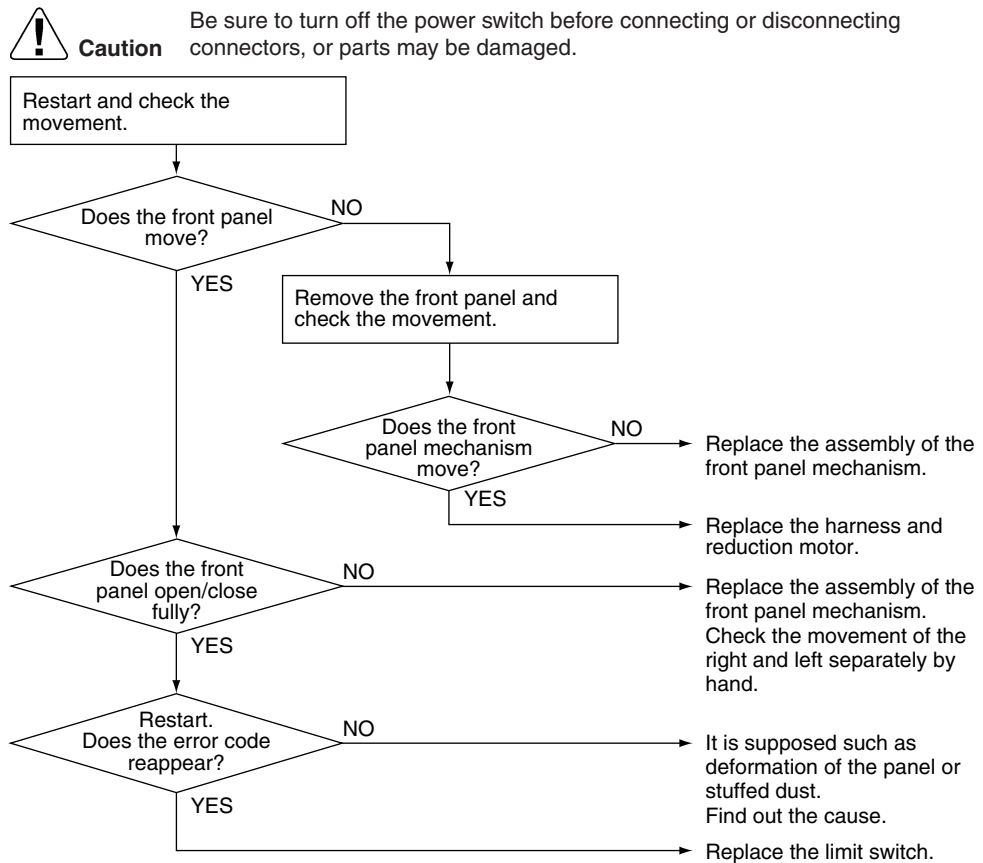 Be sure to turn off the power switch before connecting or disconnecting
Caution connectors, or parts may be damaged.
Restart and check the
movement.
Does the front panel
move?
NO
YES
Remove the front panel and
check the movement.
Does the front
panel mechanism
move?
NO
Replace the assembly of the
front panel mechanism.
YES
Replace the harness and
reduction motor.
Does the front
panel open/close
fully?
NO
Replace the assembly of the
front panel mechanism.
Check the movement of the
right and left separately by
hand.
YES
Restart.
Does the error code
reappear?
NO
It is supposed such as
deformation of the panel or
stuffed dust.
Find out the cause.
YES
Replace the limit switch.